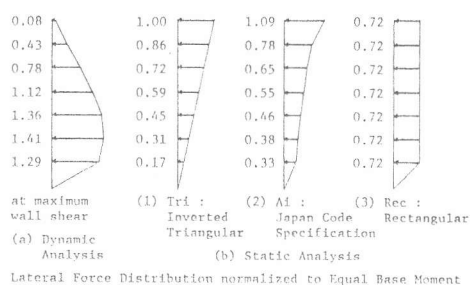 0.08 1.00 1.09 0.72
0.43 0.86 0.78 0.72
0.78 0.72 0.65 0.72
1.12 0.59 0.55 0.72
1.36 0.45 0.46 0.72
1.41 0.31 0.38 0.72
1.29 0.17 0.33 0.72
at maximum
wall shear
(a) Dynamic
Analysis
(1) Tri :
Inverted
Triangular
(2) Ai :
Japan Code
Specification
(3) Rec :
Rectangular
(b) Static Analysis
Lateral Force Distribution normalized to Equal Base Moment